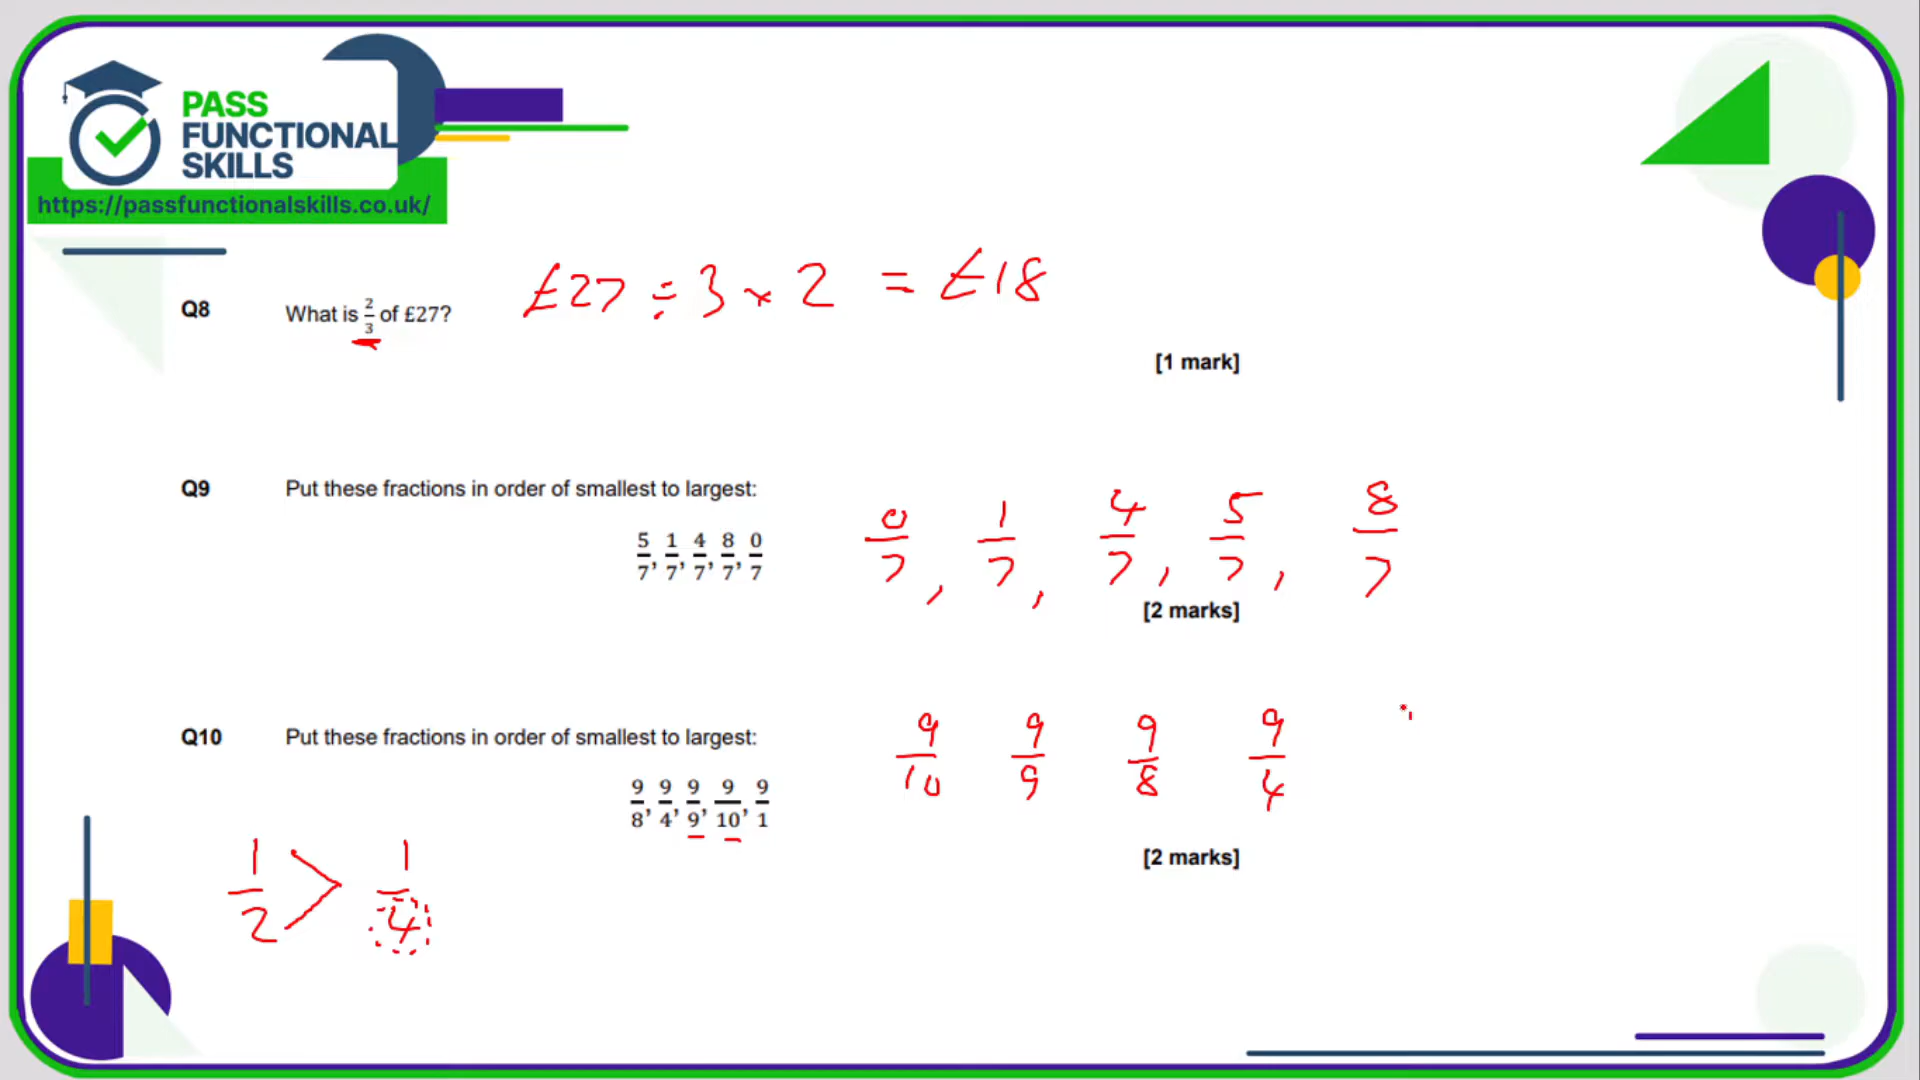 PASS
FUNCTIONAL
SKILLS
https://passfunctionalskills.co.uk/
Q8 What is 2/3 of £27? £27 ÷ 3 × 2 = £18
[1 mark]
Q9 Put these fractions in order of smallest to largest:
5/7, 1/7, 4/7, 8/7, 0/7 0/7, 1/7, 4/7, 5/7, 8/7
[2 marks]
Q10 Put these fractions in order of smallest to largest:
9/8, 9/4, 9/9, 9/10, 9/1 9/10 9/9 9/8 9/4
[2 marks]
1/2 > 1/4